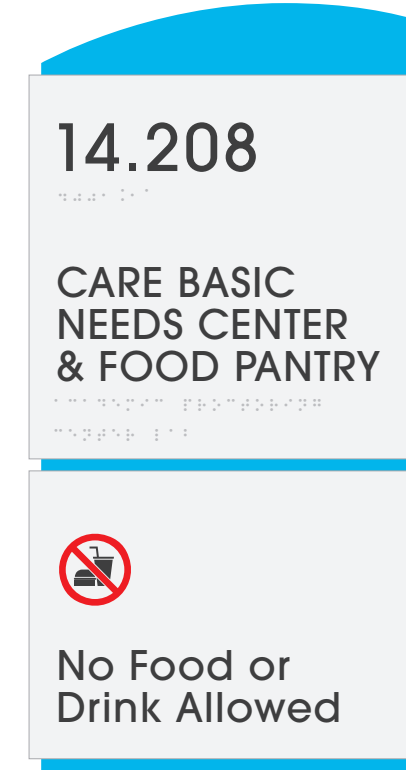 14.208
CARE BASIC
NEEDS CENTER
& FOOD PANTRY
No Food or
Drink Allowed